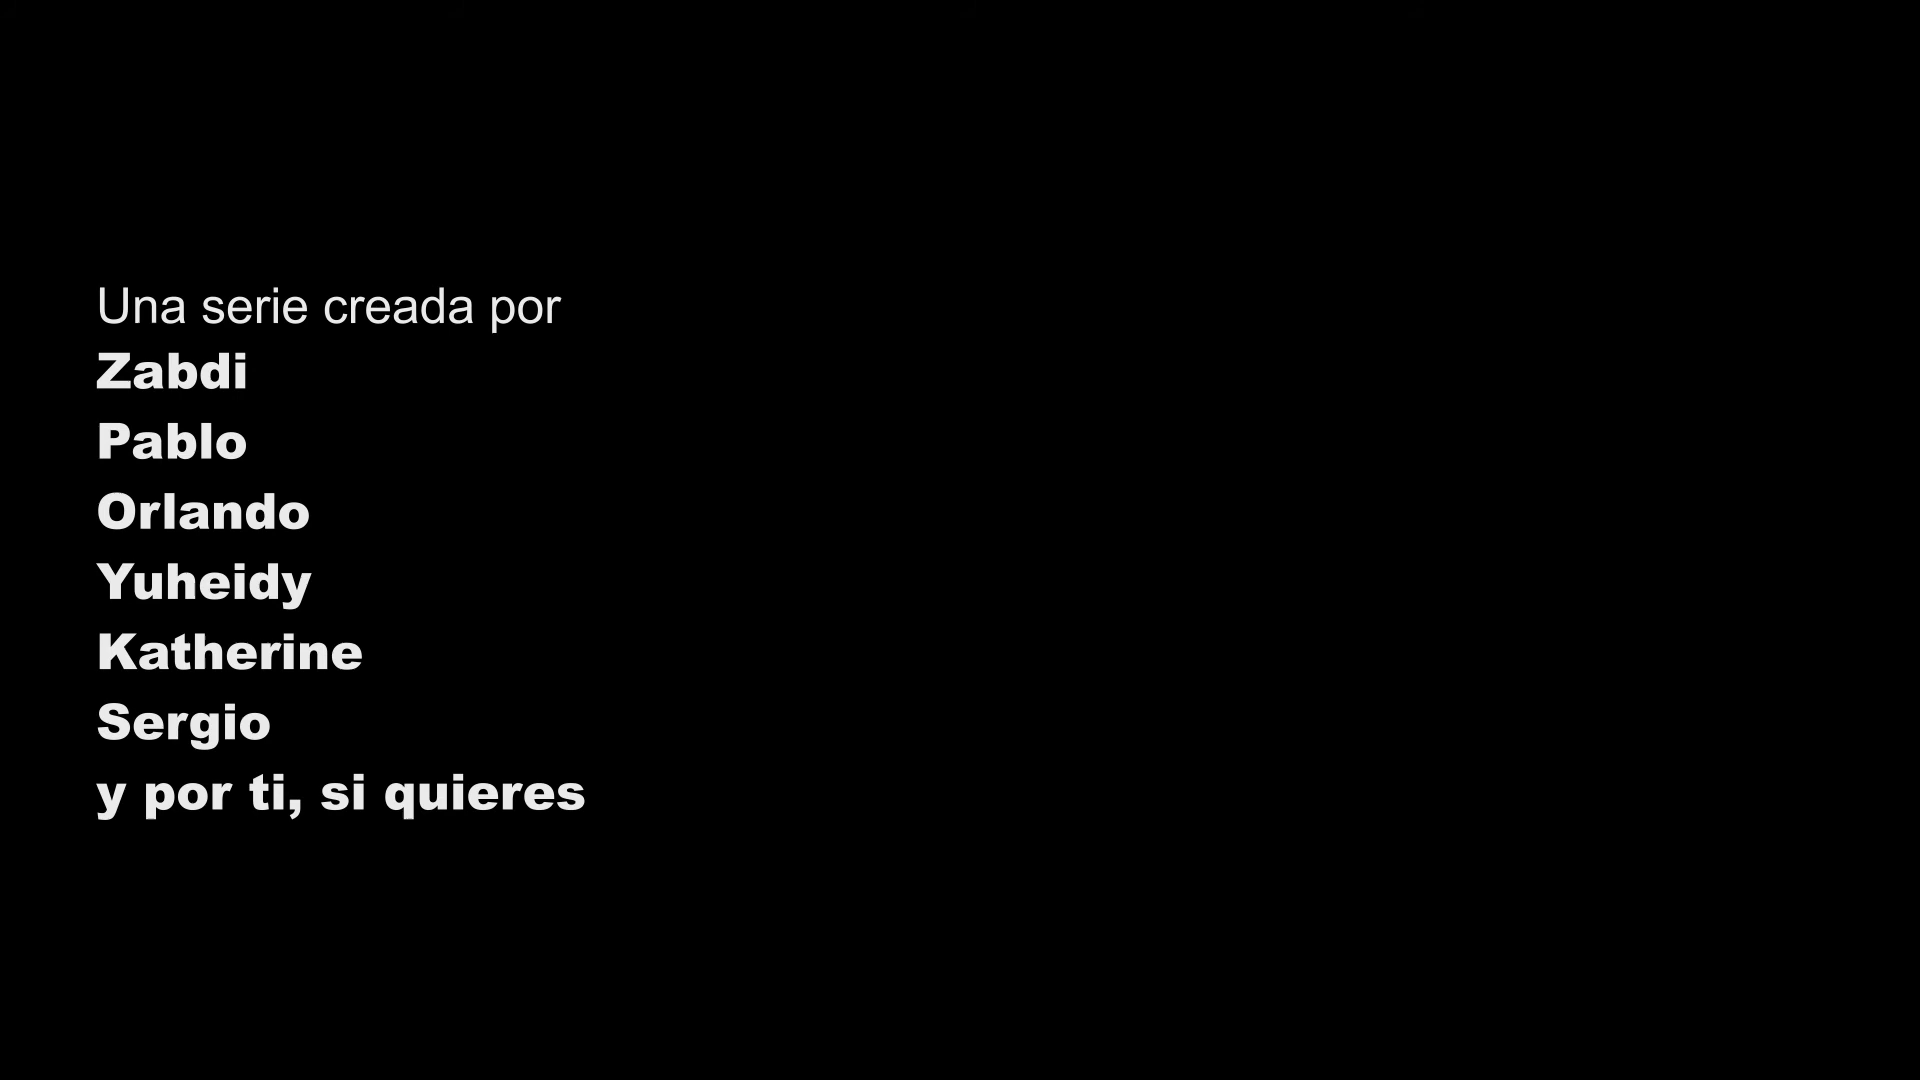 Una serie creada por
Zabdi
Pablo
Orlando
Yuheidy
Katherine
Sergio
y por ti, si quieres